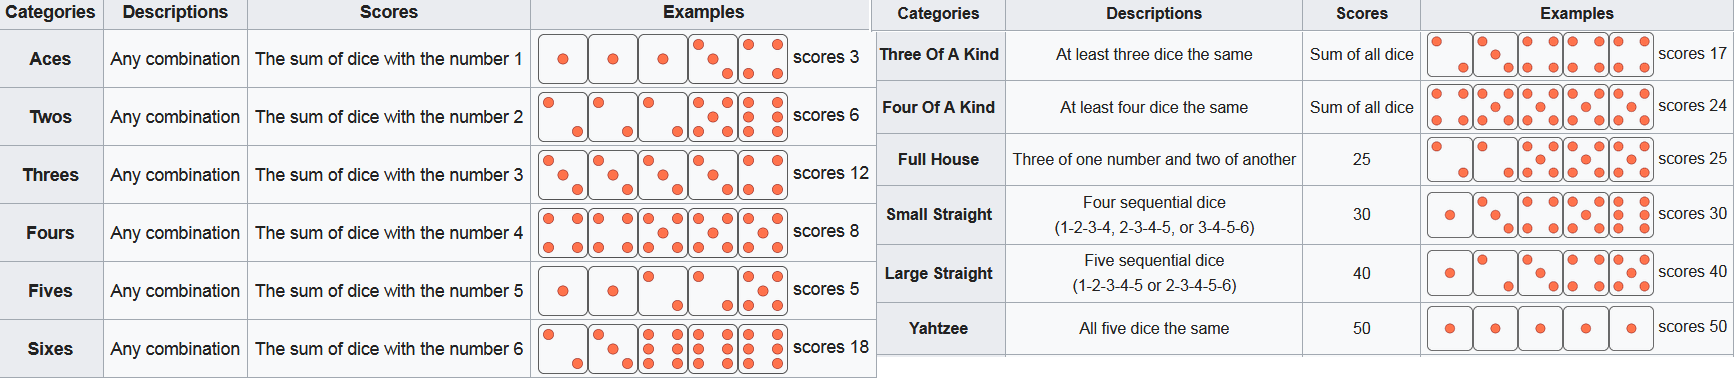 Categories Descriptions Scores Examples
Aces Any combination The sum of dice with the number 1 scores 3
Twos Any combination The sum of dice with the number 2 scores 6
Threes Any combination The sum of dice with the number 3 scores 12
Fours Any combination The sum of dice with the number 4 scores 8
Fives Any combination The sum of dice with the number 5 scores 5
Sixes Any combination The sum of dice with the number 6 scores 18
Categories Descriptions Scores Examples
Three Of A Kind At least three dice the same Sum of all dice scores 17
Four Of A Kind At least four dice the same Sum of all dice scores 24
Full House Three of one number and two of another 25 scores 25
Small Straight Four sequential dice
(1-2-3-4, 2-3-4-5, or 3-4-5-6) 30 scores 30
Large Straight Five sequential dice
(1-2-3-4-5 or 2-3-4-5-6) 40 scores 40
Yahtzee All five dice the same 50 scores 50